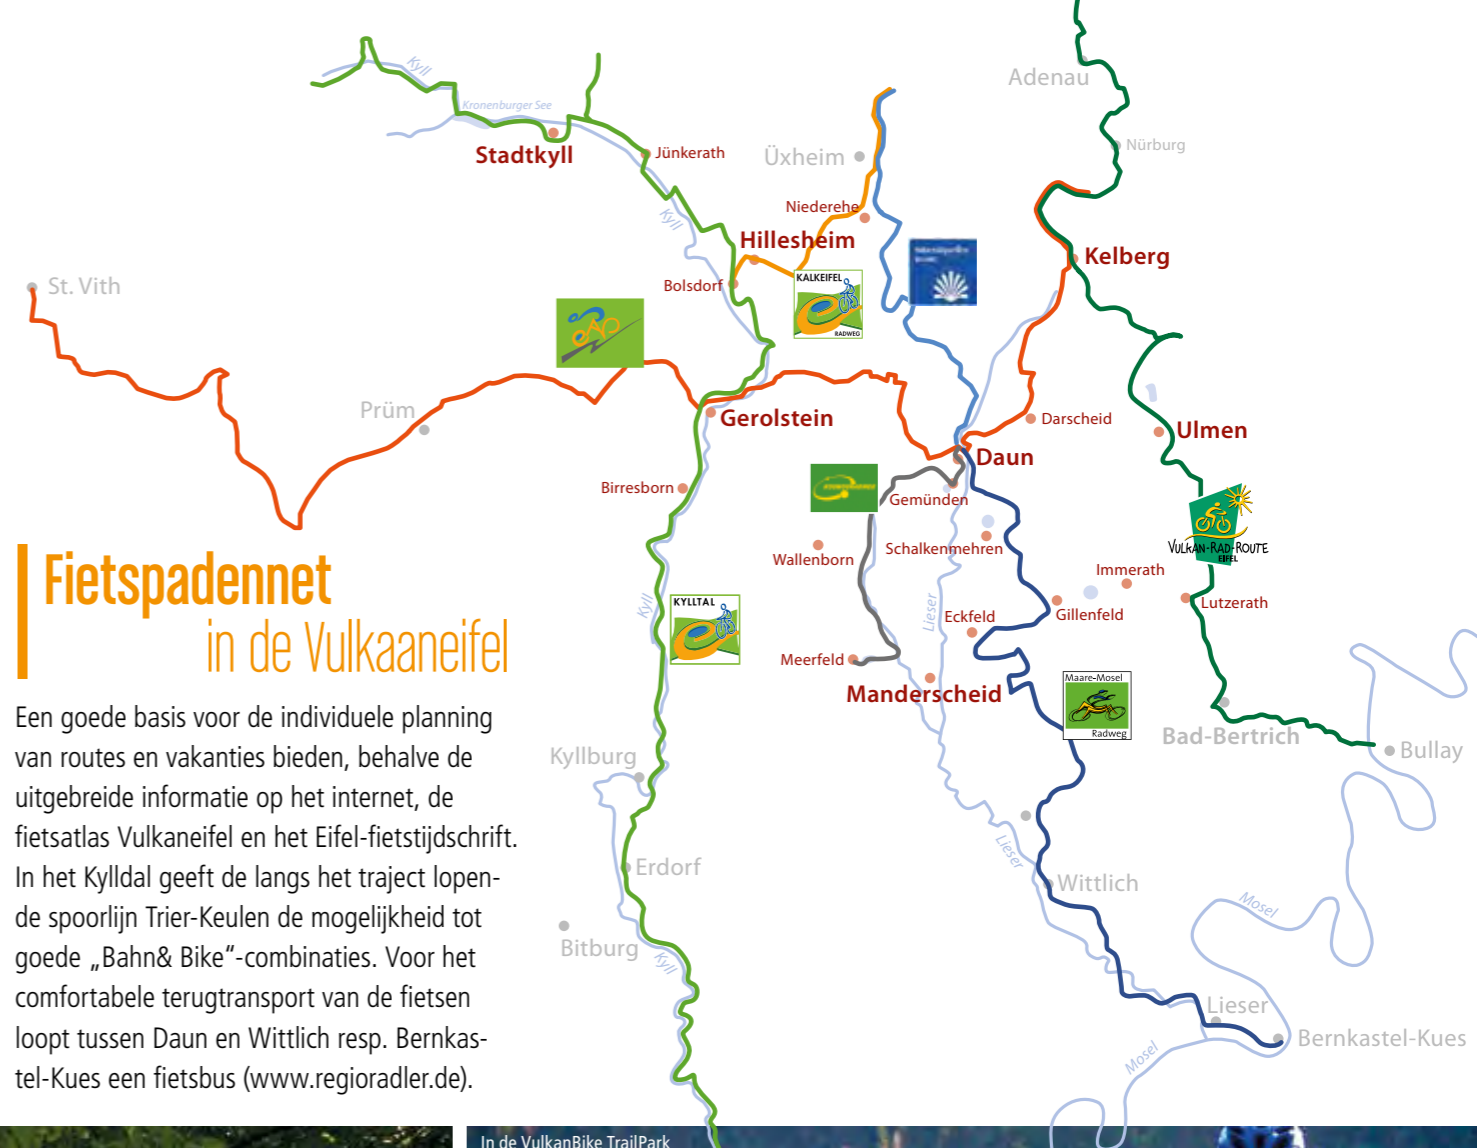 Adenau
Kyll
Kronenburger See
Nürburg
Stadtkyll
Jünkerath
Üxheim
Niederehe
Kyll
Hillesheim
Kelberg
Bolsdorf
KALKEIFEL
RADWEG
St. Vith
Prüm
Gerolstein
Darscheid
Ulmen
Daun
Birresborn
Gemünden
Schalkenmehren
Wallenborn
VULKAN-RAD-ROUTE
EIFEL
Immerath
Lutzerath
Gillenfeld
Eckfeld
Lieser
Kyll
KYLLTAL
Meerfeld
Manderscheid
Maare-Mosel
Radweg
Bad-Bertrich
Bullay
Kyllburg
Lieser
Erdorf
Wittlich
Mosel
Bitburg
Kyll
Lieser
Bernkastel-Kues
Mosel
Fietspadennet
in de Vulkaaneifel
Een goede basis voor de individuele planning
van routes en vakanties bieden, behalve de
uitgebreide informatie op het internet, de
fietsatlas Vulkaneifel en het Eifel-fietstijdschrift.
In het Kylldal geeft de langs het traject lopen-
de spoorlijn Trier-Keulen de mogelijkheid tot
goede „Bahn& Bike“-combinaties. Voor het
comfortabele terugtransport van de fietsen
loopt tussen Daun en Wittlich resp. Bernkas-
tel-Kues een fietsbus (www.regioradler.de).
In de VulkanBike TrailPark